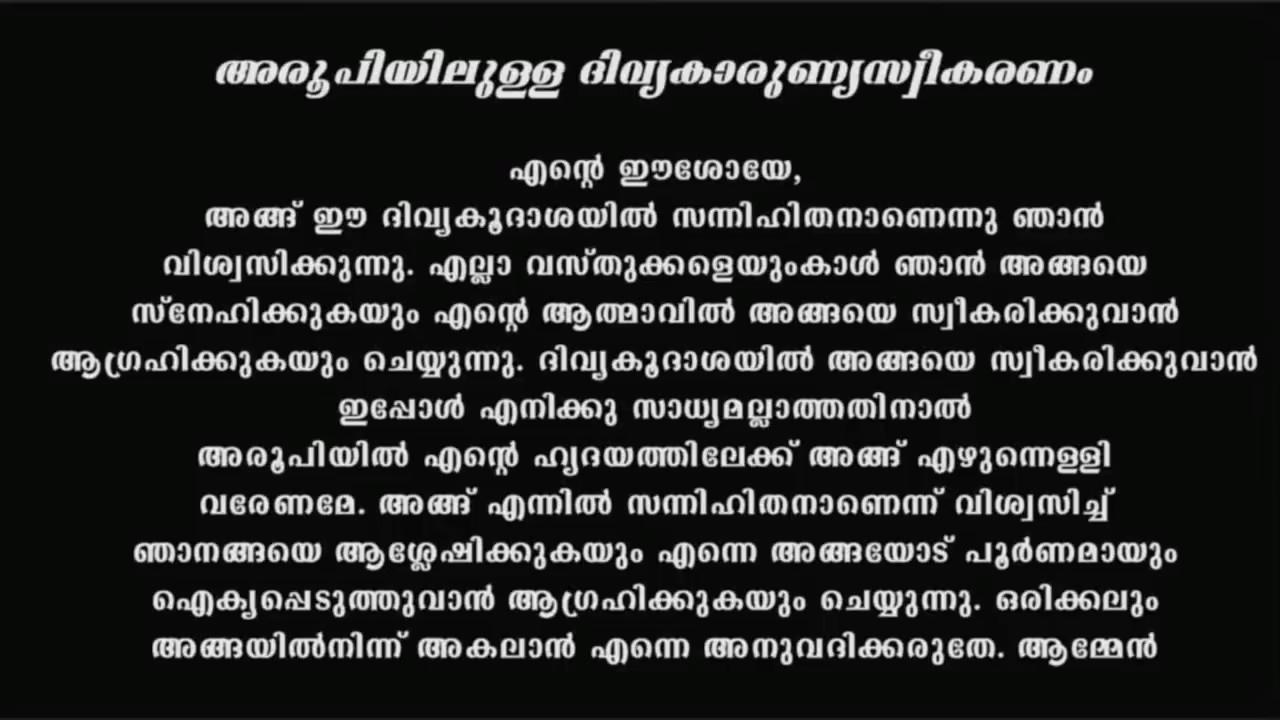 അരൂപിയിലുള്ള ദിവ്യകാരുണ്യസ്വീകരണം
എന്റെ ഈശോയേ,
അങ്ങ് ഈ ദിവ്യകൂദാശയിൽ സന്നിഹിതനാണെന്നു ഞാൻ
വിശ്വസിക്കുന്നു. എല്ലാ വസ്തുക്കളെയുംകാൾ ഞാൻ അങ്ങയെ
സ്നേഹിക്കുകയും എന്റെ ആത്മാവിൽ അങ്ങയെ സ്വീകരിക്കുവാൻ
ആഗ്രഹിക്കുകയും ചെയ്യുന്നു. ദിവ്യകൂദാശയിൽ അങ്ങയെ സ്വീകരിക്കുവാൻ
ഇപ്പോൾ എനിക്കു സാധ്യമല്ലാത്തതിനാൽ
അരൂപിയിൽ എന്റെ ഹൃദയത്തിലേക്ക് അങ്ങ് എഴുന്നെള്ളി
വരേണമേ. അങ്ങ് എന്നിൽ സന്നിഹിതനാണെന്ന് വിശ്വസിച്ച്
ഞാനങ്ങയെ ആശ്ലേഷിക്കുകയും എന്നെ അങ്ങയോട് പൂർണമായും
ഐക്യപ്പെടുത്തുവാൻ ആഗ്രഹിക്കുകയും ചെയ്യുന്നു. ഒരിക്കലും
അങ്ങയിൽനിന്ന് അകലാൻ എന്നെ അനുവദിക്കരുതേ. ആമ്മേൻ